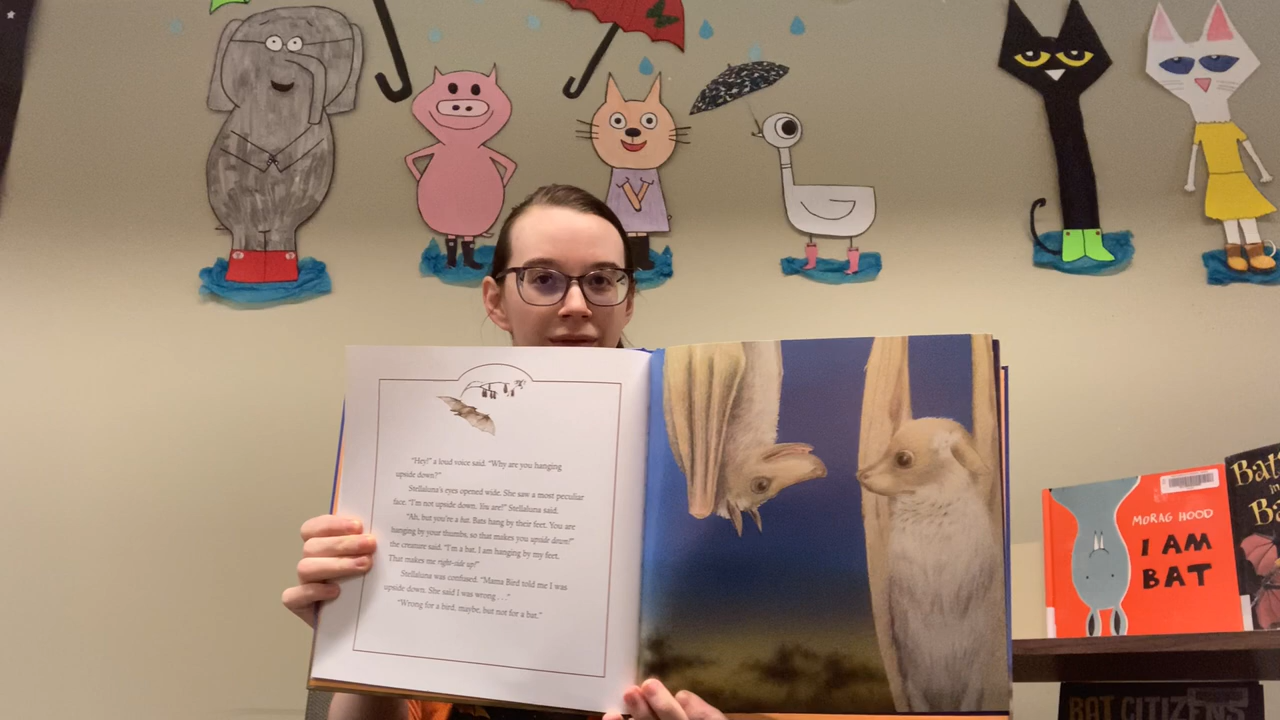 "Hey!" a loud voice said. "Why are you hanging
upside down?"
Stellaluna's eyes opened wide. She saw a most peculiar
face. "I'm not upside down. You are!" Stellaluna said.
"Ah, but you're a bat. Bats hang by their feet. You are
hanging by your thumbs, so that makes you upside down!"
the creature said. "I'm a bat. I am hanging by my feet.
That makes me right-side up!"
Stellaluna was confused. "Mama Bird told me I was
upside down. She said I was wrong . . ."
"Wrong for a bird, maybe, but not for a bat."
MORAG HOOD
I AM
BAT
BAT CITIZENS